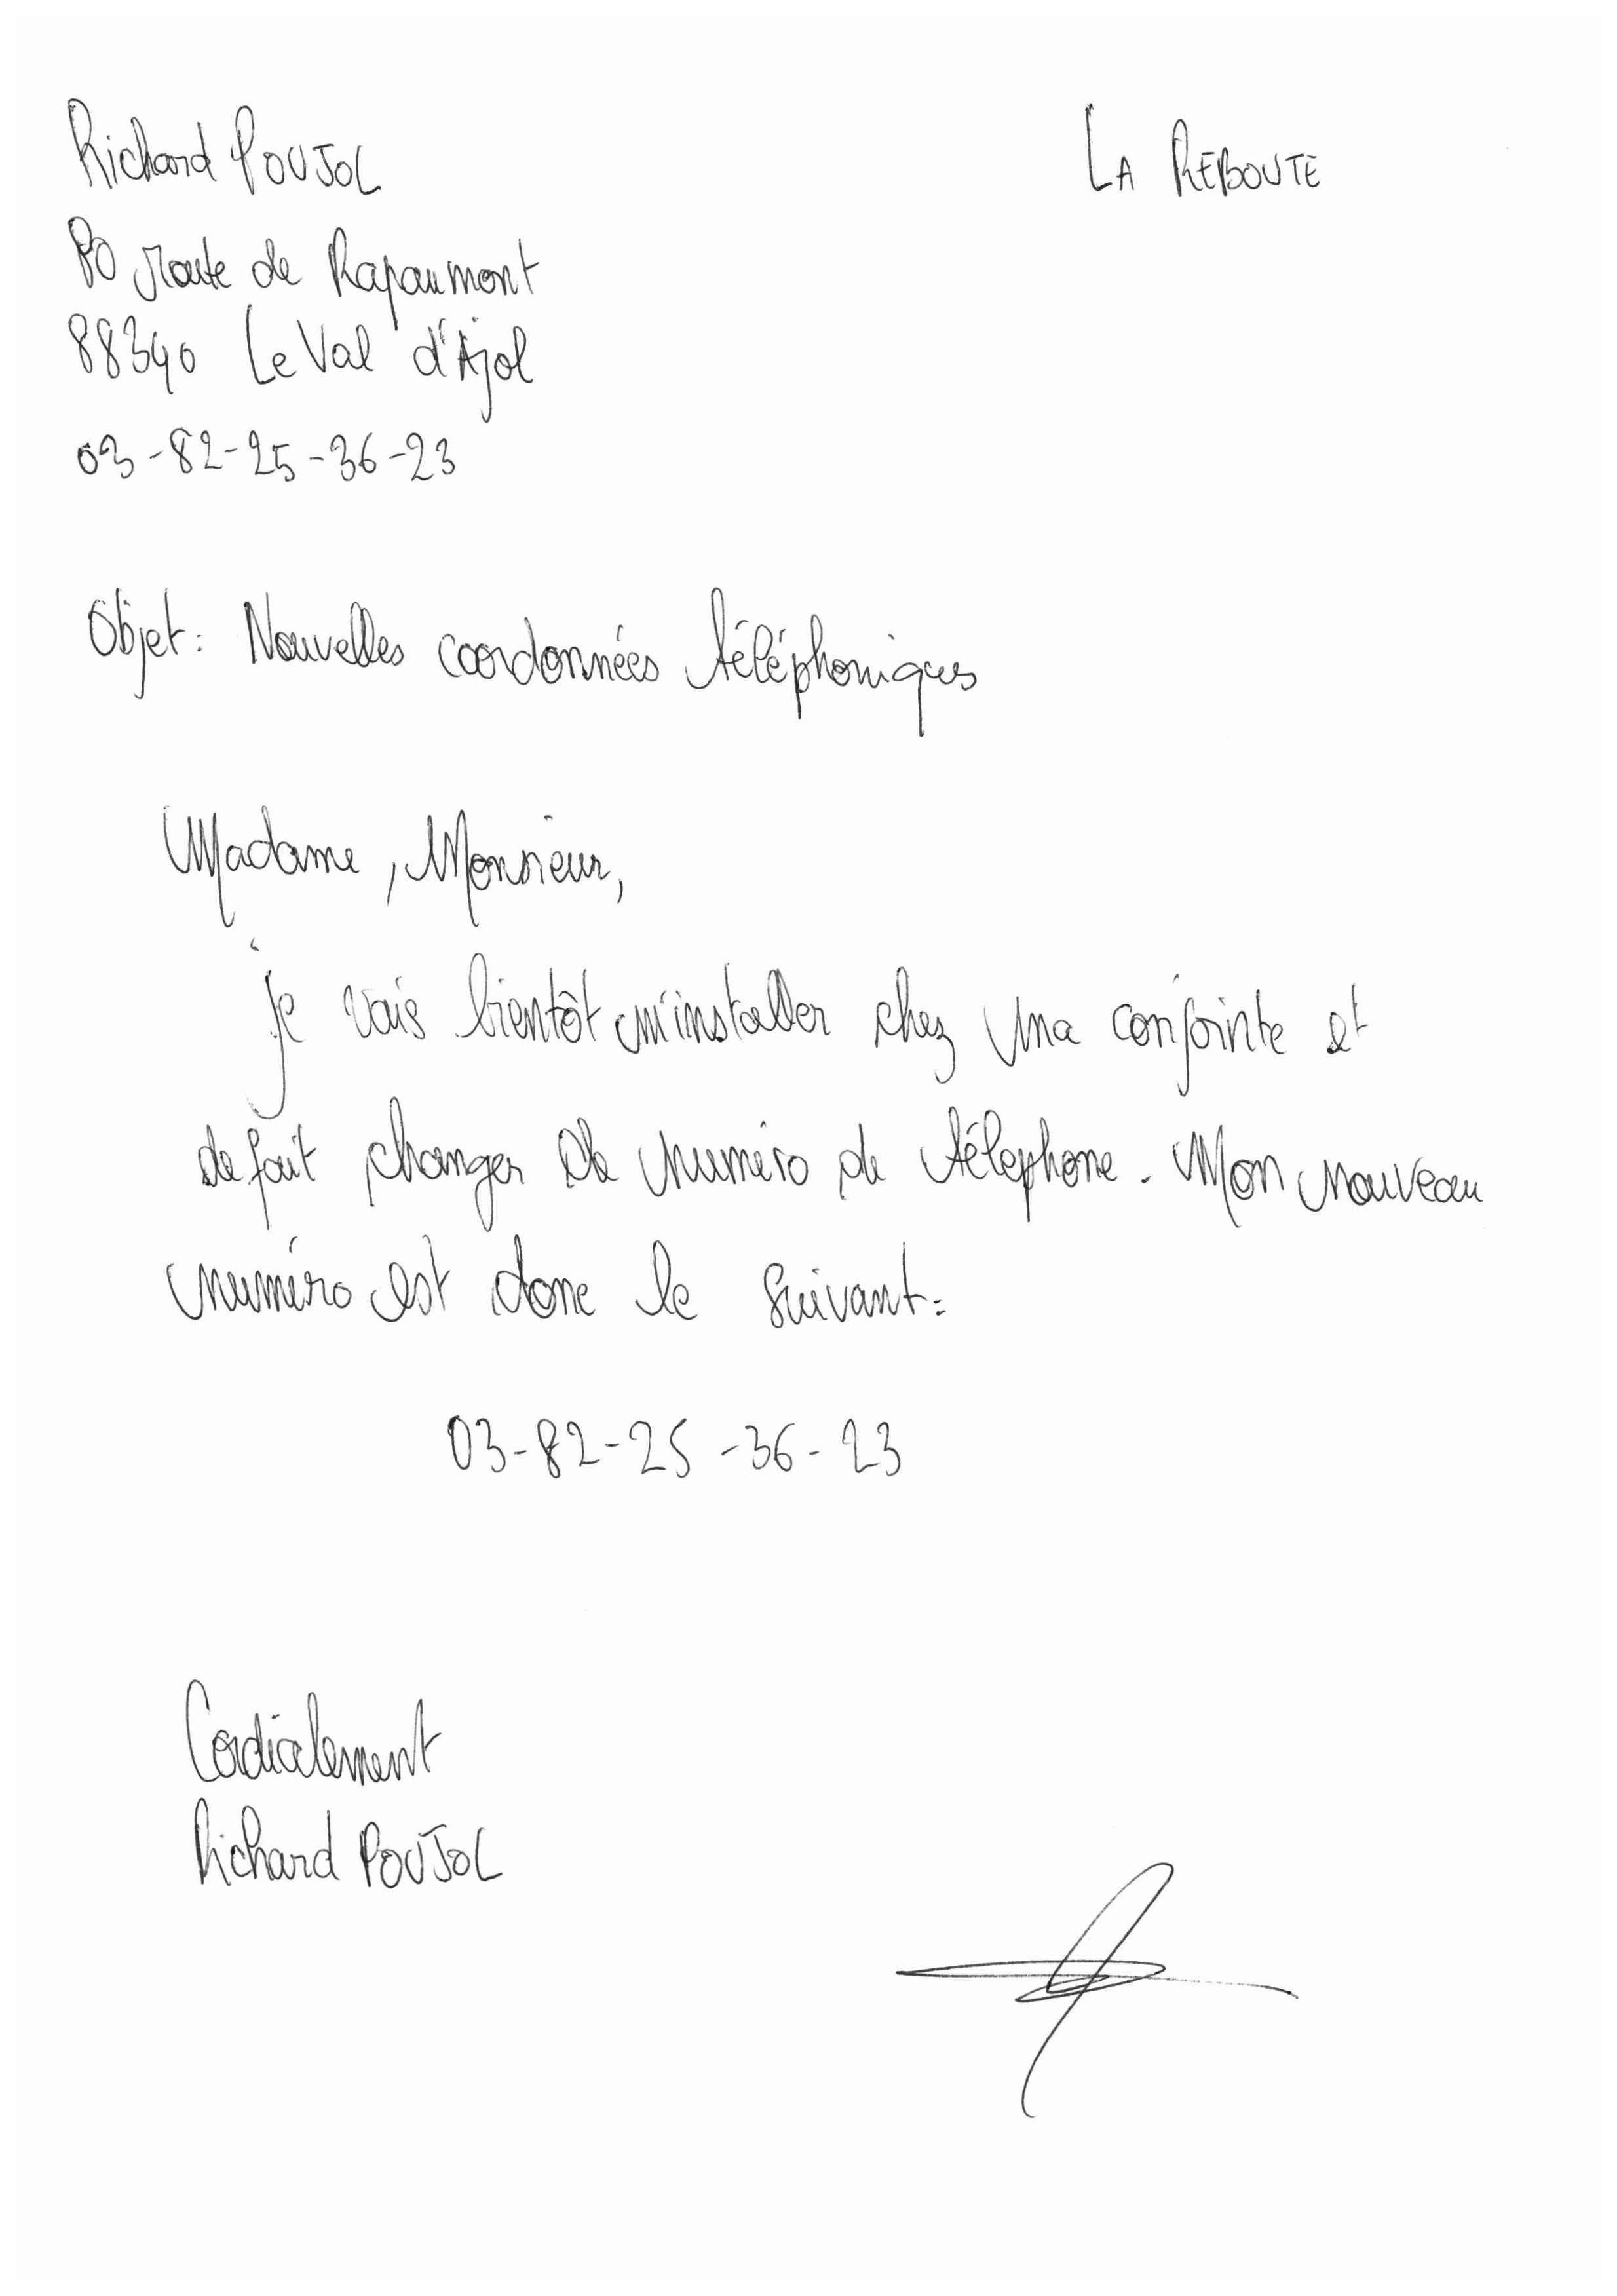 Richard POUJOL
LA REBOUTE
80 route de Rapaumont
88340 Le Val d'Ajol
03-82-25-36-23
Objet: Nouvelles coordonnées téléphoniques
Madame, Monsieur,
je vais bientôt m'installer chez ma conjointe et
de fait changer de numéro de télephone. Mon nouveau
numéro est donc le suivant:
03-82-25-36-23
Cordialement
Richard POUJOL